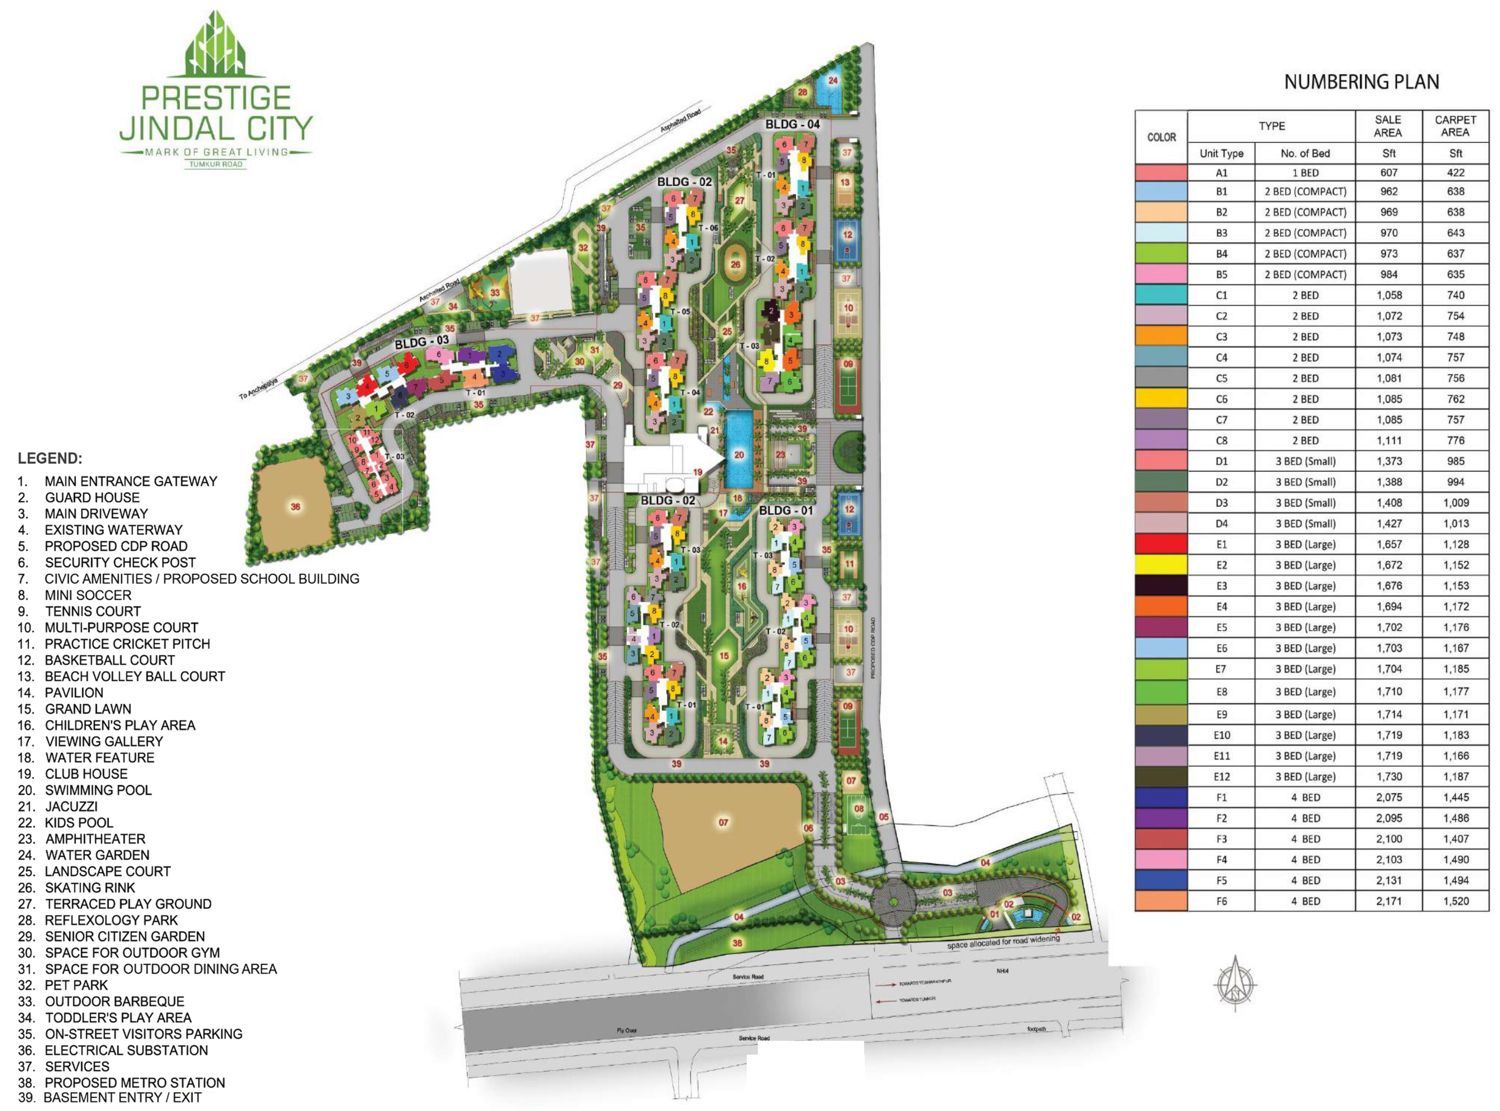 PRESTIGE
JINDAL CITY
MARK OF GREAT LIVING
TUMKUR ROAD
LEGEND:
1. MAIN ENTRANCE GATEWAY
2. GUARD HOUSE
3. MAIN DRIVEWAY
4. EXISTING WATERWAY
5. PROPOSED CDP ROAD
6. SECURITY CHECK POST
7. CIVIC AMENITIES / PROPOSED SCHOOL BUILDING
8. MINI SOCCER
9. TENNIS COURT
10. MULTI-PURPOSE COURT
11. PRACTICE CRICKET PITCH
12. BASKETBALL COURT
13. BEACH VOLLEY BALL COURT
14. PAVILION
15. GRAND LAWN
16. CHILDREN'S PLAY AREA
17. VIEWING GALLERY
18. WATER FEATURE
19. CLUB HOUSE
20. SWIMMING POOL
21. JACUZZI
22. KIDS POOL
23. AMPHITHEATER
24. WATER GARDEN
25. LANDSCAPE COURT
26. SKATING RINK
27. TERRACED PLAY GROUND
28. REFLEXOLOGY PARK
29. SENIOR CITIZEN GARDEN
30. SPACE FOR OUTDOOR GYM
31. SPACE FOR OUTDOOR DINING AREA
32. PET PARK
33. OUTDOOR BARBEQUE
34. TODDLER'S PLAY AREA
35. ON-STREET VISITORS PARKING
36. ELECTRICAL SUBSTATION
37. SERVICES
38. PROPOSED METRO STATION
39. BASEMENT ENTRY / EXIT
Asphalted Road
Asphalted Road
To Anchepalya
BLDG - 04
T - 01
T - 02
T - 03
BLDG - 02
T - 06
T - 05
T - 04
BLDG - 03
T - 01
T - 02
T - 03
BLDG - 02
T - 03
T - 02
T - 01
BLDG - 01
T - 03
T - 02
T - 01
PROPOSED CDP ROAD
space allocated for road widening
Service Road
NH-4
TOWARDS TUMKUR
Fly Over
footpath
Service Road
N
NUMBERING PLAN
COLOR TYPE SALE AREA CARPET AREA
Unit Type No. of Bed Sft Sft
A1 1 BED 607 422
B1 2 BED (COMPACT) 962 638
B2 2 BED (COMPACT) 969 638
B3 2 BED (COMPACT) 970 643
B4 2 BED (COMPACT) 973 637
B5 2 BED (COMPACT) 984 635
C1 2 BED 1,058 740
C2 2 BED 1,072 754
C3 2 BED 1,073 748
C4 2 BED 1,074 757
C5 2 BED 1,081 756
C6 2 BED 1,085 762
C7 2 BED 1,085 757
C8 2 BED 1,111 776
D1 3 BED (Small) 1,373 985
D2 3 BED (Small) 1,388 994
D3 3 BED (Small) 1,408 1,009
D4 3 BED (Small) 1,427 1,013
E1 3 BED (Large) 1,657 1,128
E2 3 BED (Large) 1,672 1,152
E3 3 BED (Large) 1,676 1,153
E4 3 BED (Large) 1,694 1,172
E5 3 BED (Large) 1,702 1,176
E6 3 BED (Large) 1,703 1,167
E7 3 BED (Large) 1,704 1,185
E8 3 BED (Large) 1,710 1,177
E9 3 BED (Large) 1,714 1,171
E10 3 BED (Large) 1,719 1,183
E11 3 BED (Large) 1,719 1,166
E12 3 BED (Large) 1,730 1,187
F1 4 BED 2,075 1,445
F2 4 BED 2,095 1,486
F3 4 BED 2,100 1,407
F4 4 BED 2,103 1,490
F5 4 BED 2,131 1,494
F6 4 BED 2,171 1,520